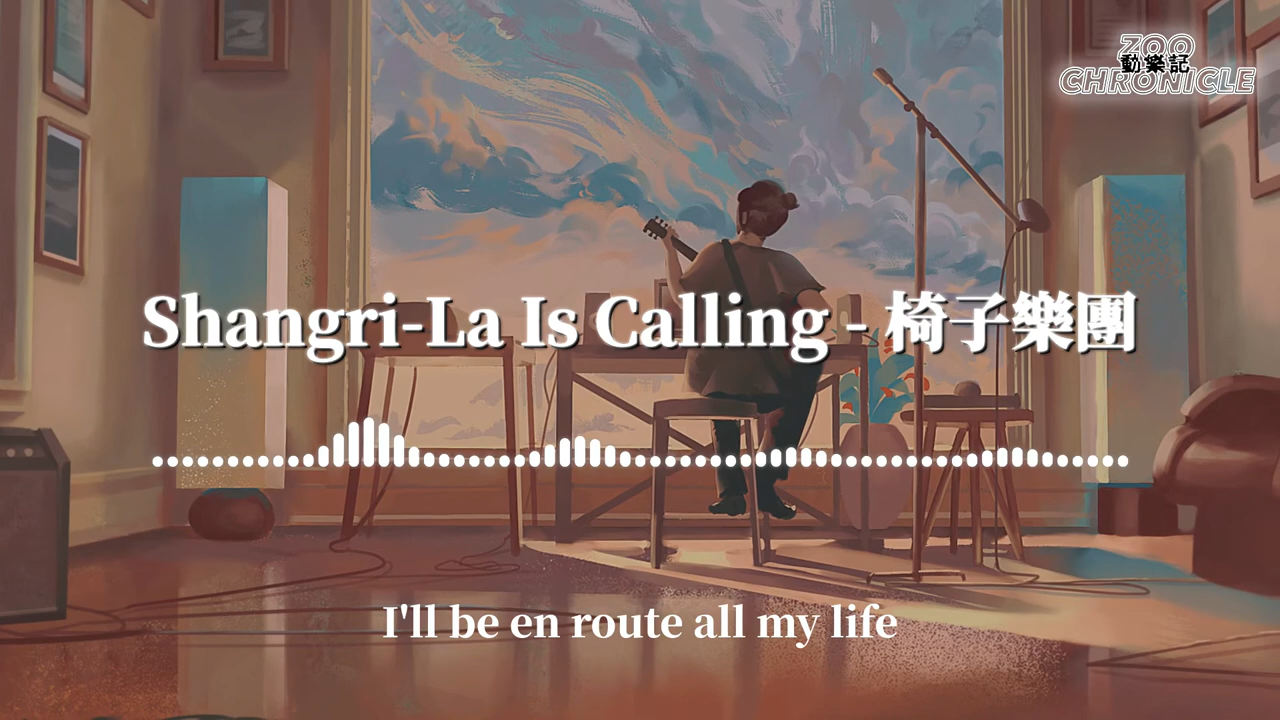 ZOO
動樂記
CHRONICLE
Shangri-La Is Calling - 椅子樂團
I'll be en route all my life